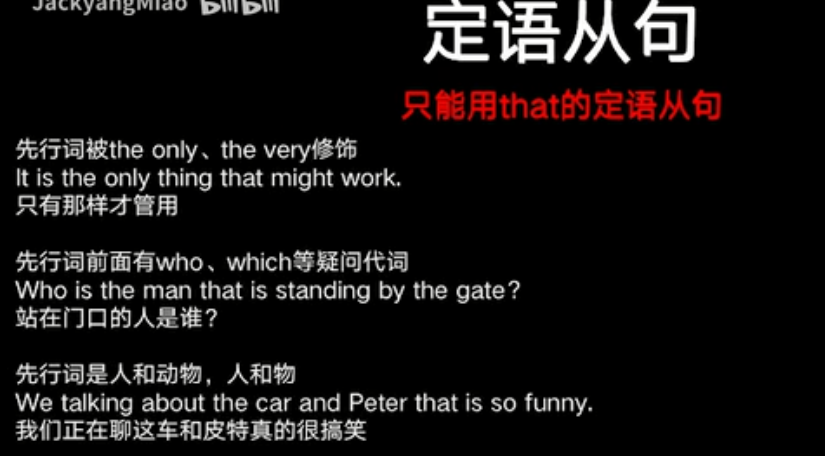 JackyangMiao bilibili
定语从句
只能用that的定语从句
先行词被the only、the very修饰
It is the only thing that might work.
只有那样才管用
先行词前面有who、which等疑问代词
Who is the man that is standing by the gate?
站在门口的人是谁?
先行词是人和动物，人和物
We talking about the car and Peter that is so funny.
我们正在聊这车和皮特真的很搞笑